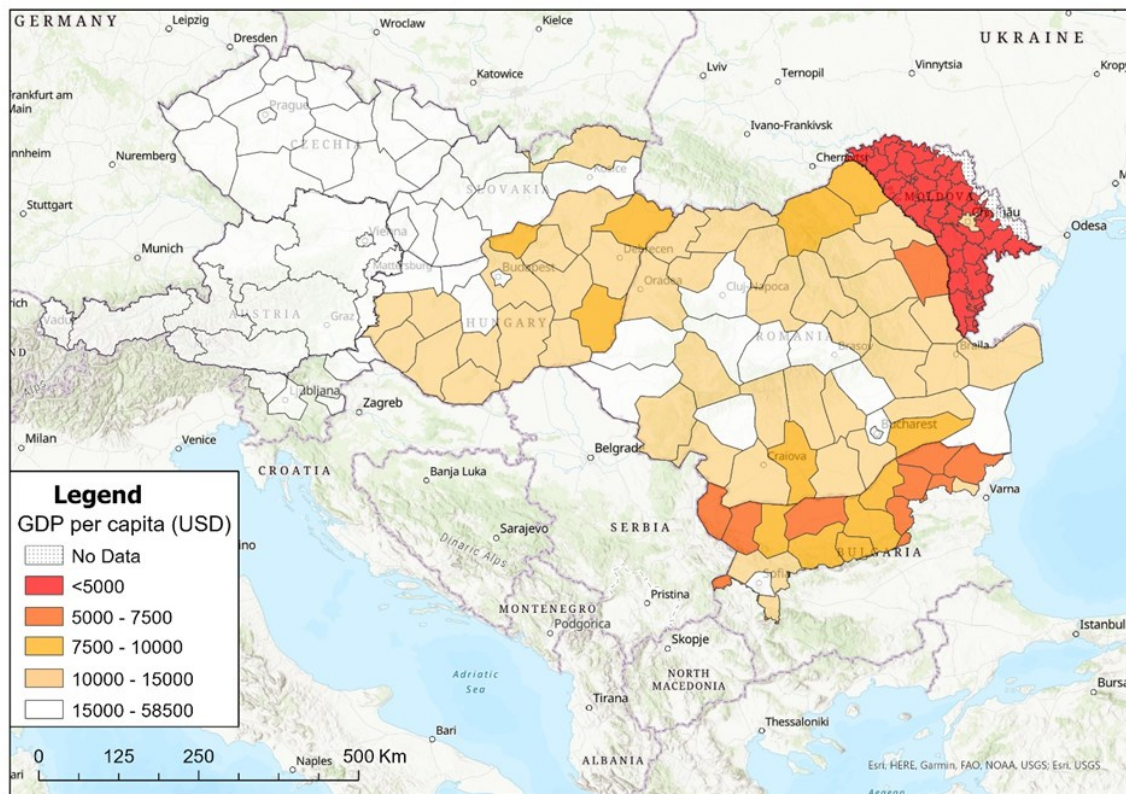 GERMANY
Leipzig
Wroclaw
Kielce
Dresden
UKRAINE
Katowice
Lviv
Ternopil
Vinnytsia
Kropy
Frankfurt am
Main
Prague
CZECHIA
Ivano-Frankivsk
Nuremberg
Chernivtsi
nnheim
SLOVAKIA
Kosice
MOLDOVA
Stuttgart
Odesa
Munich
Vienna
Mattersburg
Budapest
Debrecen
Oradea
Cluj-Napoca
Vaduz
AUSTRIA
Graz
HUNGARY
ROMANIA
Brasov
Braila
Alps
Ljubljana
Zagreb
Milan
Venice
Belgrade
Bucharest
Craiova
CROATIA
Banja Luka
Varna
SERBIA
Sarajevo
Dinaric Alps
BULGARIA
Sofia
Pristina
MONTENEGRO
Podgorica
Skopje
Istanbul
NORTH
MACEDONIA
Adriatic
Sea
Tirana
Bursa
Bari
Thessaloniki
Naples
ALBANIA
Legend
GDP per capita (USD)
No Data
<5000
5000 - 7500
7500 - 10000
10000 - 15000
15000 - 58500
0 125 250 500 Km
Esri, HERE, Garmin, FAO, NOAA, USGS; Esri, USGS